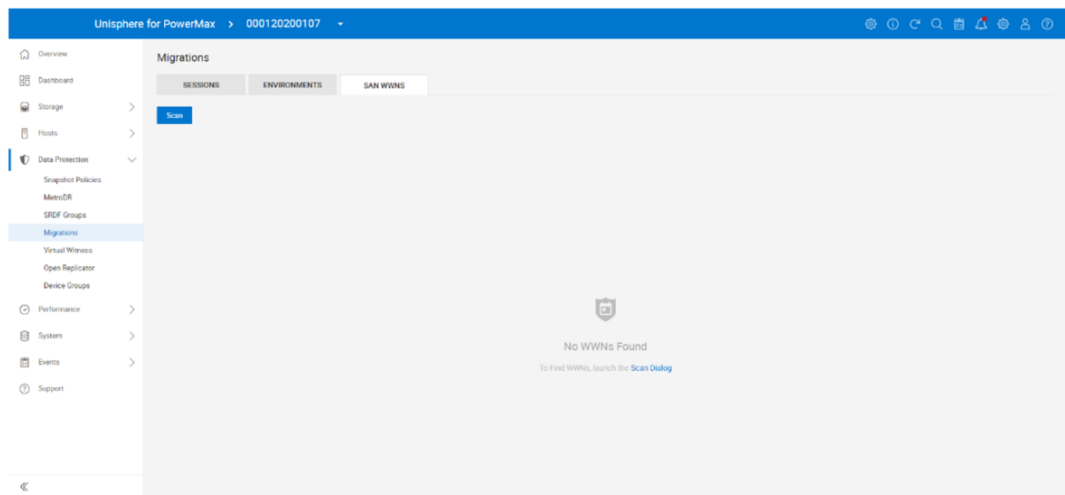 Unisphere for PowerMax > 000120200107
Overview
Dashboard
Storage
Hosts
Data Protection
Snapshot Policies
MetroDR
SRDF Groups
Migrations
Virtual Witness
Open Replicator
Device Groups
Performance
System
Events
Support
Migrations
SESSIONS ENVIRONMENTS SAN WWNS
Scan
No WWNs Found
To Find WWNs, launch the Scan Dialog